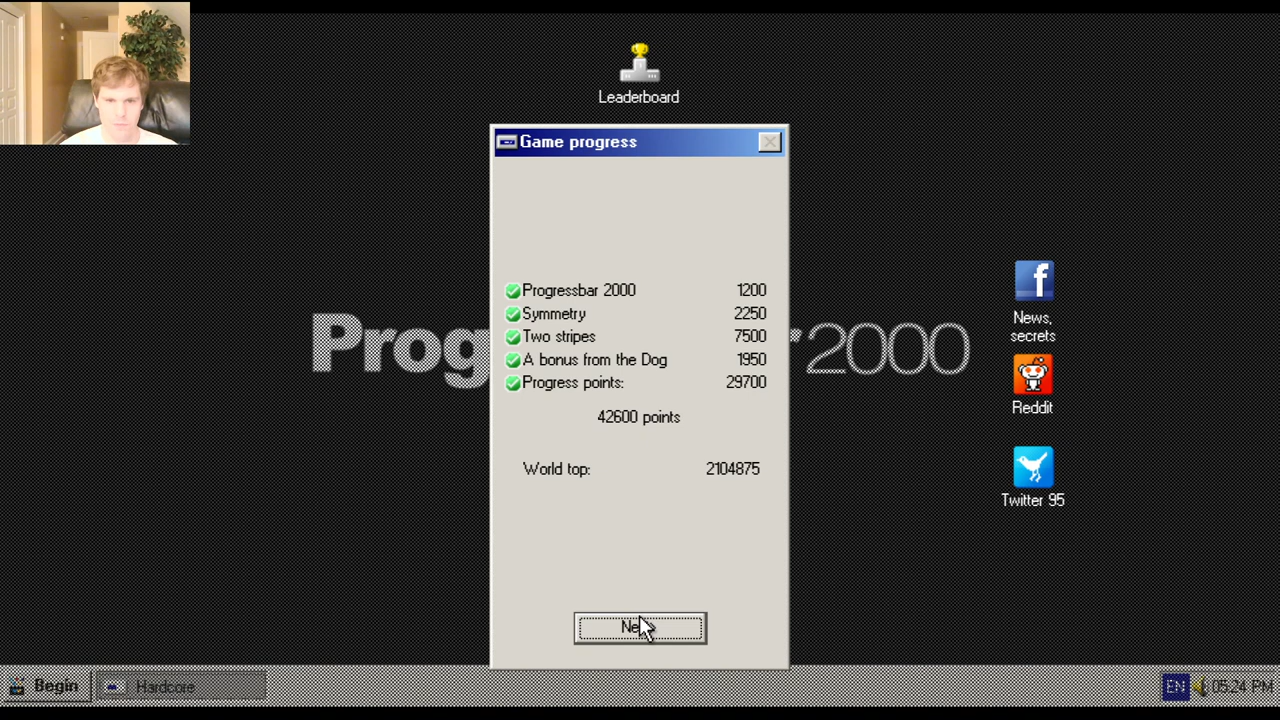 Leaderboard
Game progress
Progressbar 2000 1200
Symmetry 2250
Two stripes 7500
A bonus from the Dog 1950
Progress points: 29700
42600 points
World top: 2104875
2000
News,
secrets
Reddit
Twitter 95
Begin
Hardcore
EN 05:24 PM